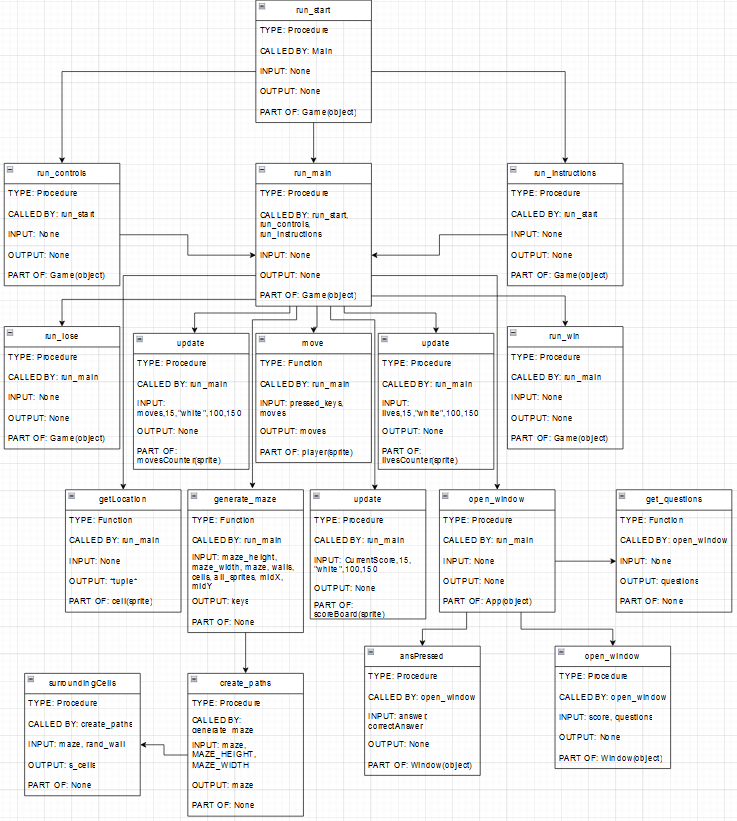 run_start
TYPE: Procedure
CALLED BY: Main
INPUT: None
OUTPUT: None
PART OF: Game(object)
run_controls
TYPE: Procedure
CALLED BY: run_start
INPUT: None
OUTPUT: None
PART OF: Game(object)
run_main
TYPE: Procedure
CALLED BY: run_start,
run_controls,
run_instructions
INPUT: None
OUTPUT: None
PART OF: Game(object)
run_instructions
TYPE: Procedure
CALLED BY: run_start
INPUT: None
OUTPUT: None
PART OF: Game(object)
run_lose
TYPE: Procedure
CALLED BY: run_main
INPUT: None
OUTPUT: None
PART OF: Game(object)
update
TYPE: Procedure
CALLED BY: run_main
INPUT:
moves,15,"white",100,150
OUTPUT: None
PART OF:
movesCounter(sprite)
move
TYPE: Function
CALLED BY: run_main
INPUT: pressed_keys,
moves
OUTPUT: moves
PART OF: player(sprite)
update
TYPE: Procedure
CALLED BY: run_main
INPUT:
lives,15,"white",100,150
OUTPUT: None
PART OF:
livesCounter(sprite)
run_win
TYPE: Procedure
CALLED BY: run_main
INPUT: None
OUTPUT: None
PART OF: Game(object)
getLocation
TYPE: Function
CALLED BY: run_main
INPUT: None
OUTPUT: *tuple*
PART OF: cell(sprite)
generate_maze
TYPE: Function
CALLED BY: run_main
INPUT: maze_height,
maze_width, maze, walls,
cells, all_sprites, midX,
midY
OUTPUT: keys
PART OF: None
update
TYPE: Procedure
CALLED BY: run_main
INPUT: CurrentScore,15,
"white",100,150
OUTPUT: None
PART OF:
scoreBoard(sprite)
open_window
TYPE: Procedure
CALLED BY: run_main
INPUT: None
OUTPUT: None
PART OF: App(object)
get_questions
TYPE: Function
CALLED BY: open_window
INPUT: None
OUTPUT: questions
PART OF: None
surroundingCells
TYPE: Procedure
CALLED BY: create_paths
INPUT: maze, rand_wall
OUTPUT: s_cells
PART OF: None
create_paths
TYPE: Procedure
CALLED BY:
generate_maze
INPUT: maze,
MAZE_HEIGHT,
MAZE_WIDTH
OUTPUT: maze
PART OF: None
ansPressed
TYPE: Procedure
CALLED BY: open_window
INPUT: answer,
correctAnswer
OUTPUT: None
PART OF: Window(object)
open_window
TYPE: Procedure
CALLED BY: open_window
INPUT: score, questions
OUTPUT: None
PART OF: Window(object)